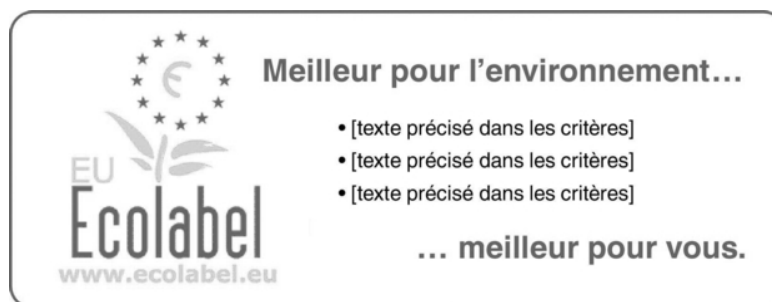 Meilleur pour l'environnement…
• [texte précisé dans les critères]
• [texte précisé dans les critères]
• [texte précisé dans les critères]
… meilleur pour vous.
EU
Ecolabel
www.ecolabel.eu